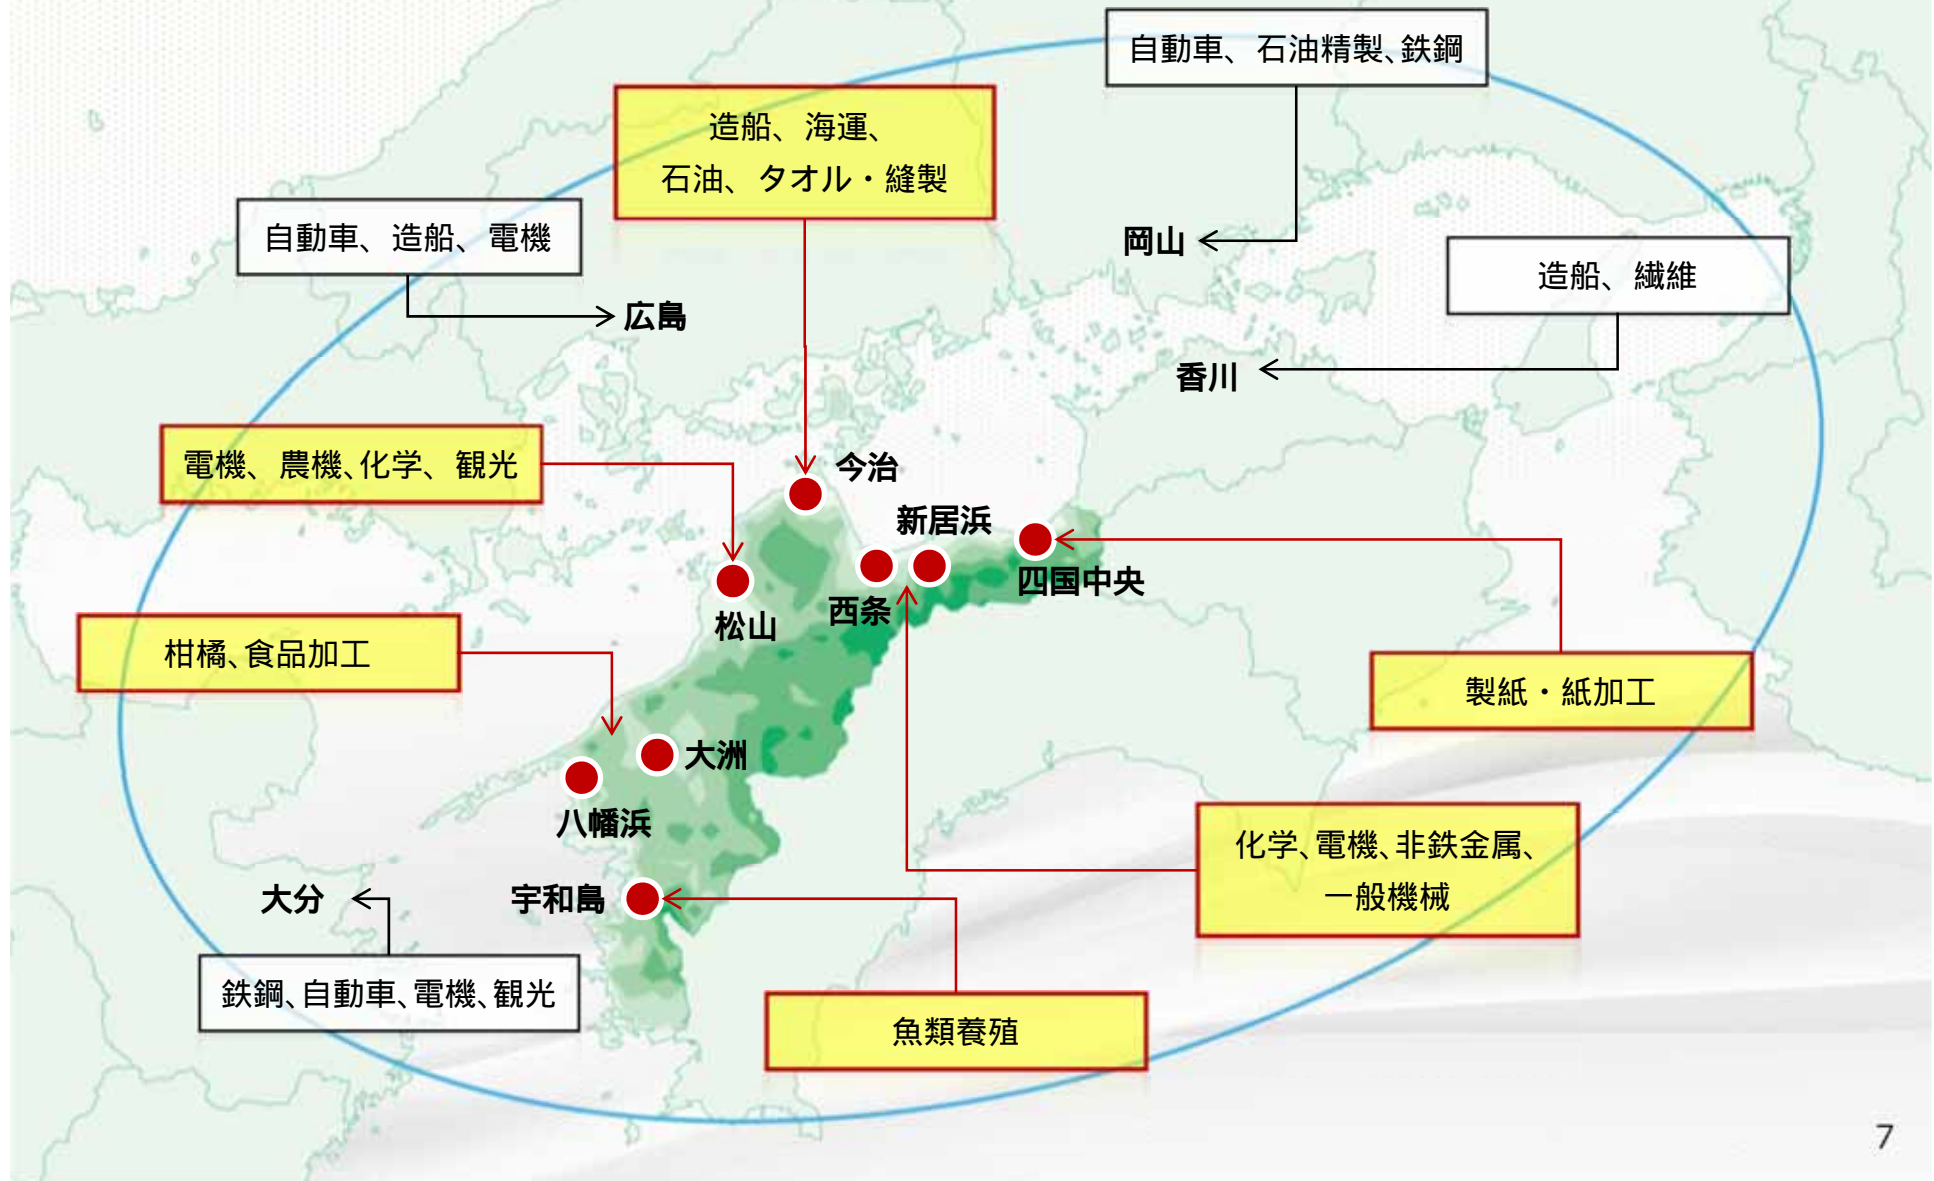 自動車、石油精製、鉄鋼
造船、海運、
石油、タオル・縫製
自動車、造船、電機
岡山
造船、繊維
広島
香川
電機、農機、化学、観光
今治
新居浜
四国中央
西条
松山
柑橘、食品加工
製紙・紙加工
大洲
八幡浜
化学、電機、非鉄金属、
一般機械
大分
宇和島
鉄鋼、自動車、電機、観光
魚類養殖
7